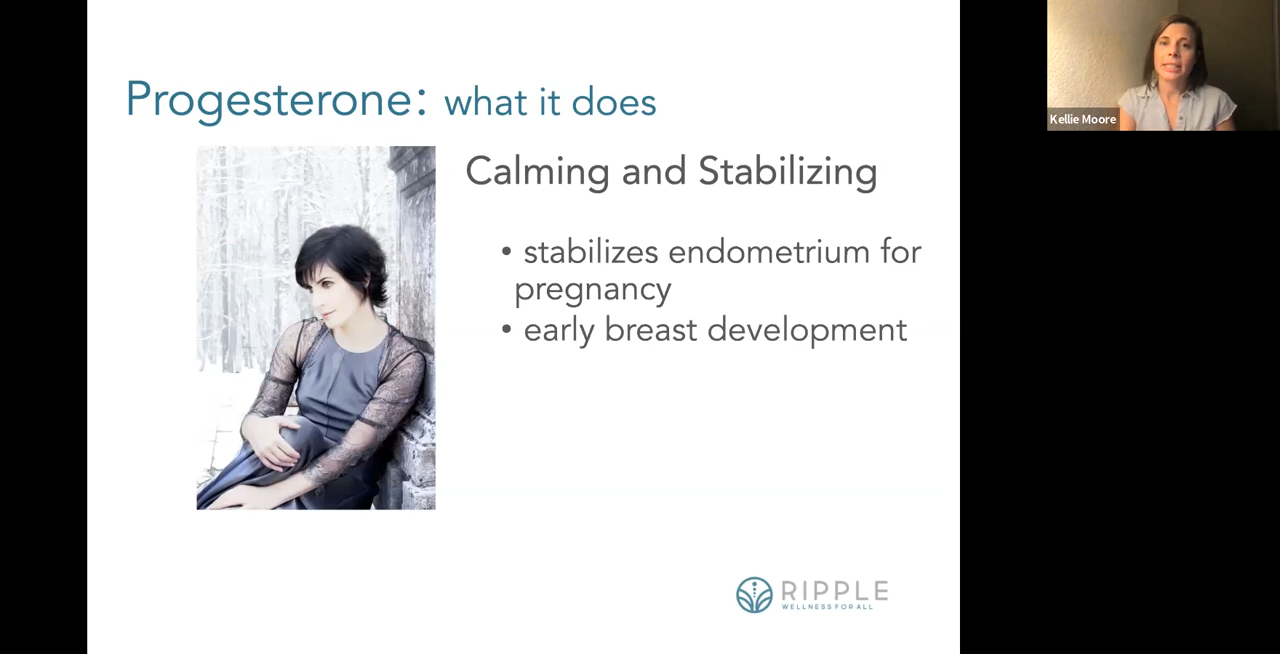 Progesterone: what it does
Calming and Stabilizing
• stabilizes endometrium for
pregnancy
• early breast development
RIPPLE
WELLNESS FOR ALL
Kellie Moore